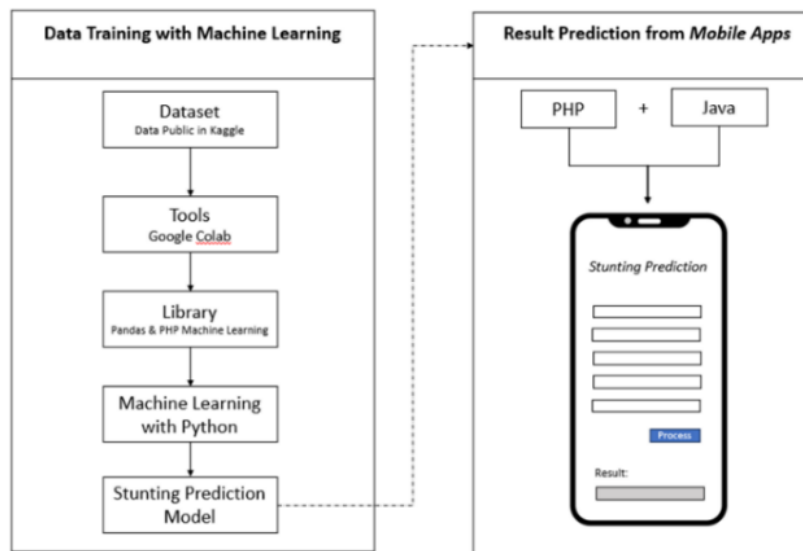 Data Training with Machine Learning
Dataset
Data Public in Kaggle
Tools
Google Colab
Library
Pandas & PHP Machine Learning
Machine Learning
with Python
Stunting Prediction
Model
Result Prediction from Mobile Apps
PHP
+
Java
Stunting Prediction
Process
Result: